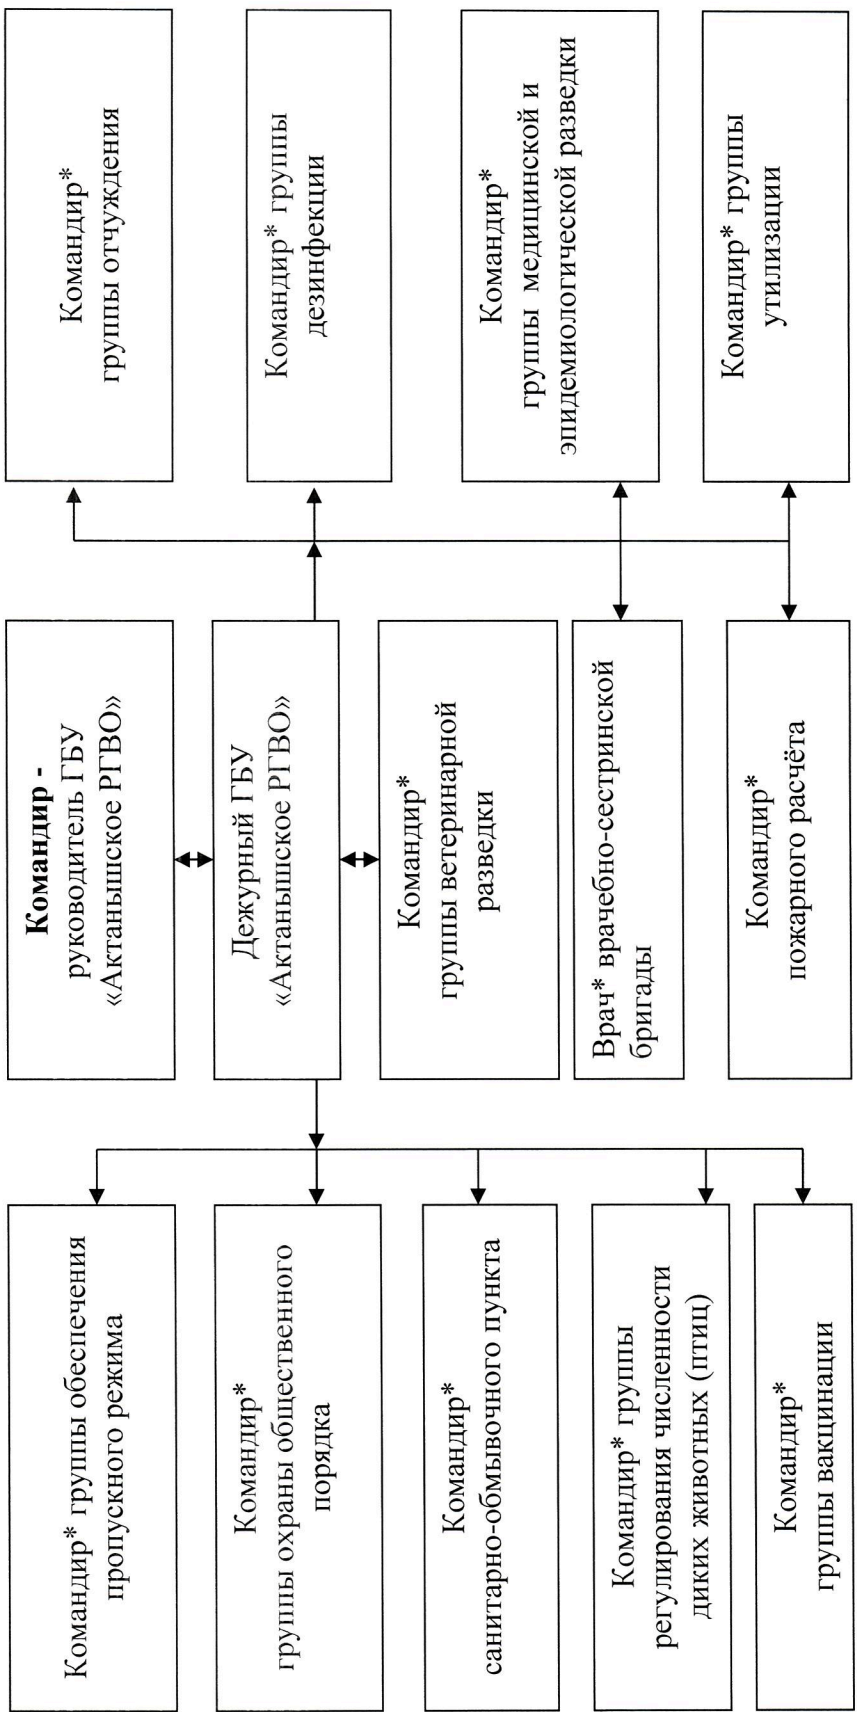 Командир* группы обеспечения
пропускного режима
Командир*
группы охраны общественного
порядка
Командир*
санитарно-обмывочного пункта
Командир* группы
регулирования численности
диких животных (птиц)
Командир*
группы вакцинации
Командир -
руководитель ГБУ
«Актанышское РГВО»
Дежурный ГБУ
«Актанышское РГВО»
Командир*
группы ветеринарной
разведки
Врач* врачебно-сестринской
бригады
Командир*
пожарного расчёта
Командир*
группы отчуждения
Командир* группы
дезинфекции
Командир*
группы медицинской и
эпидемиологической разведки
Командир* группы
утилизации